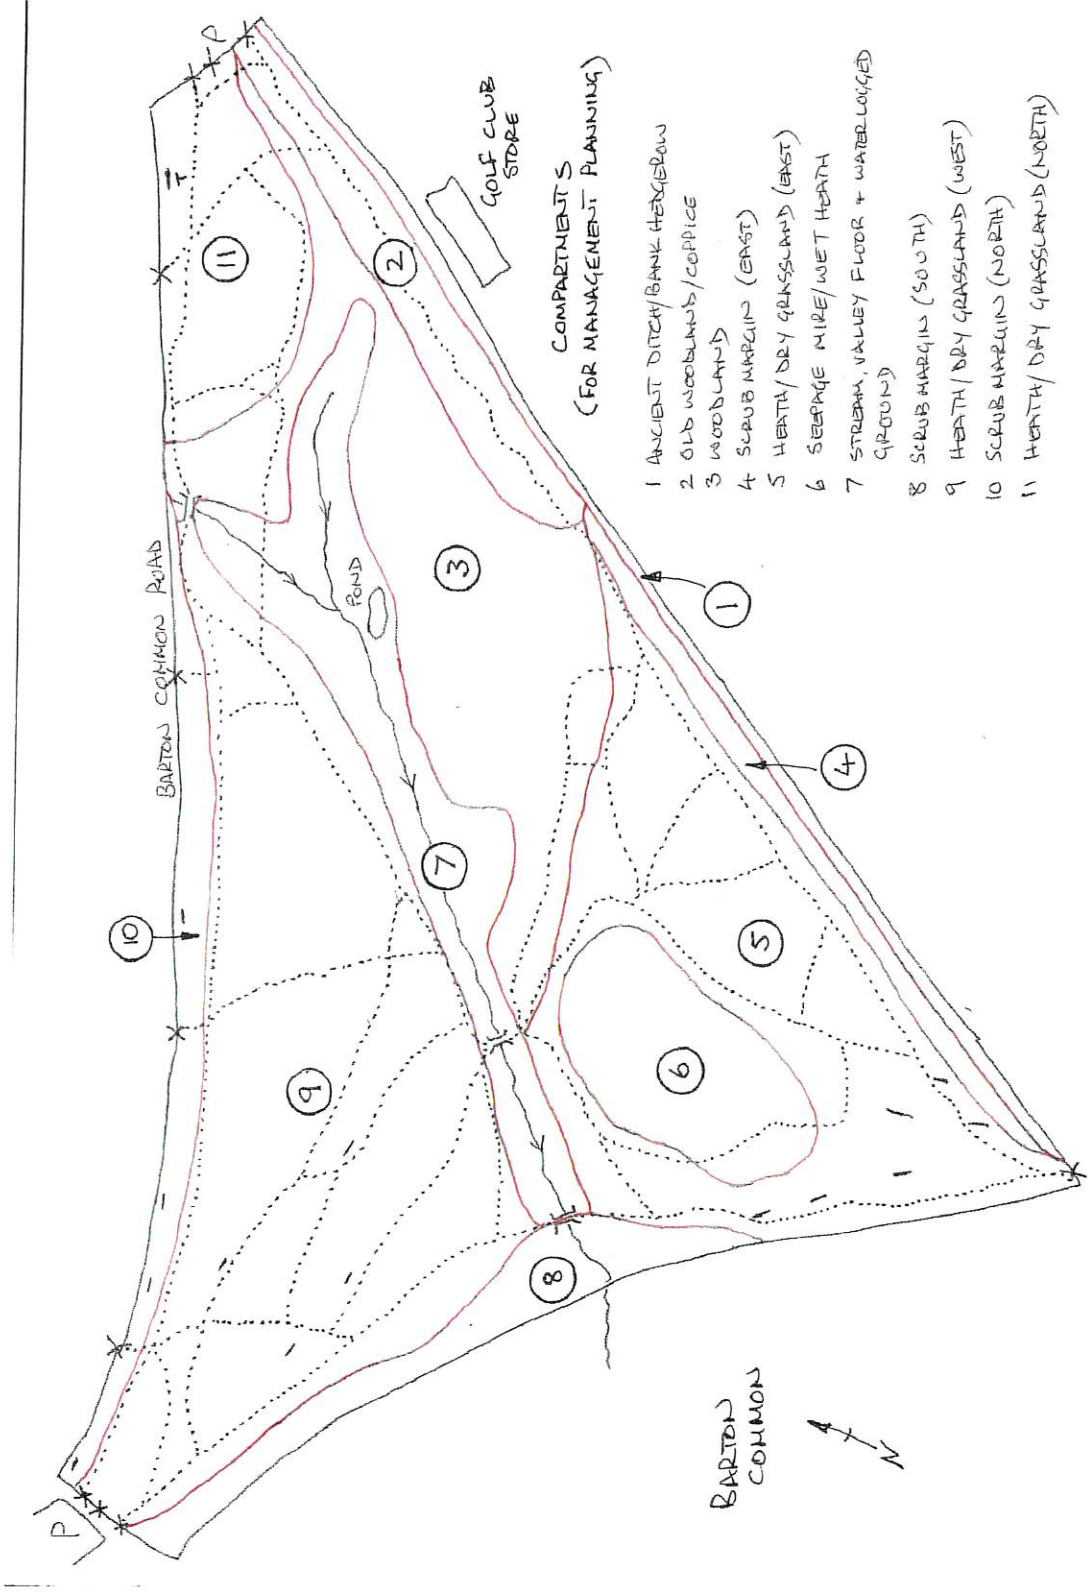 P
P
T
BARTON COMMON ROAD
GOLF CLUB
STORE
POND
11
2
3
10
7
9
5
6
8
1
4
BARTON
COMMON
N
COMPARTMENTS
(FOR MANAGEMENT PLANNING)
1 ANCIENT DITCH/BANK HEDGEROW
2 OLD WOODLAND/COPPICE
3 WOODLAND
4 SCRUB MARGIN (EAST)
5 HEATH/DRY GRASSLAND (EAST)
6 SEEPAGE MIRE/WET HEATH
7 STREAM, VALLEY FLOOR + WATERLOGGED
GROUND)
8 SCRUB MARGIN (SOUTH)
9 HEATH/DRY GRASSLAND (WEST)
10 SCRUB MARGIN (NORTH)
11 HEATH/DRY GRASSLAND (NORTH)